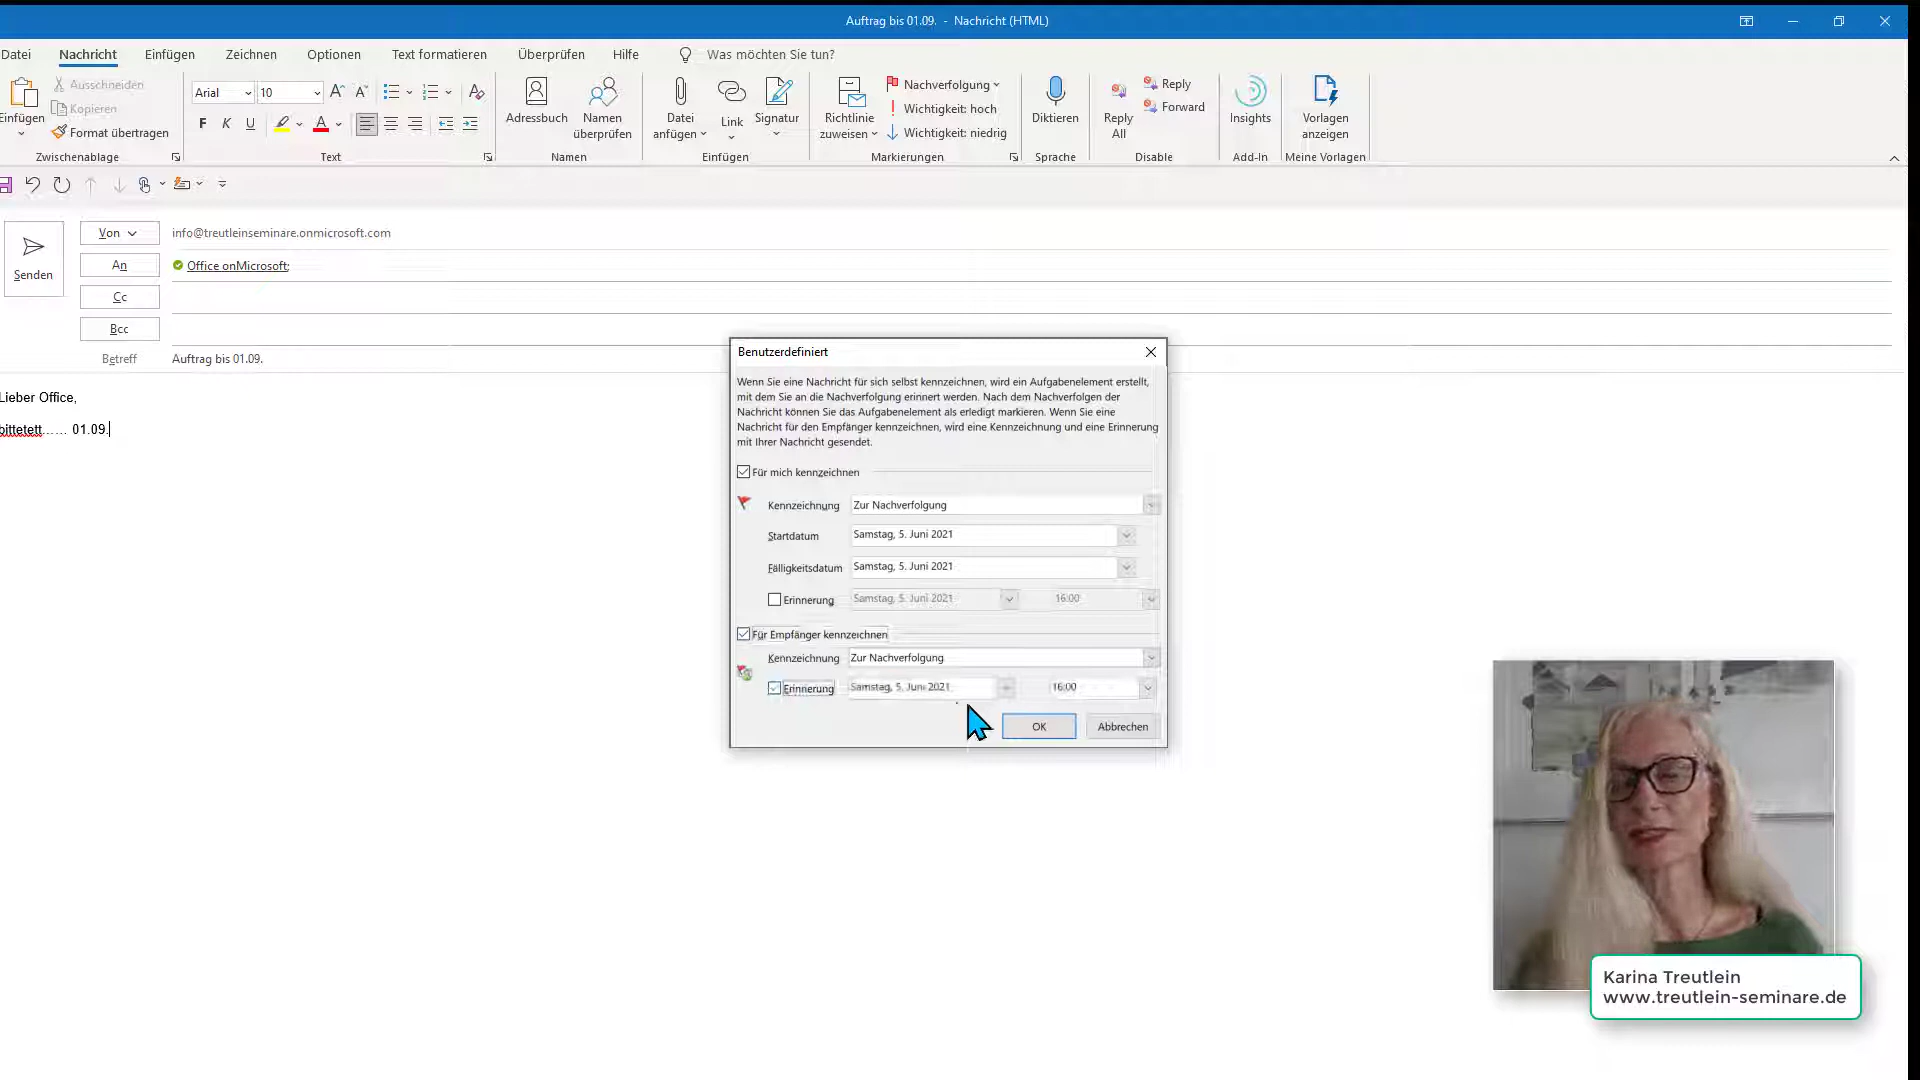 Auftrag bis 01.09. - Nachricht (HTML)
Datei Nachricht Einfügen Zeichnen Optionen Text formatieren Überprüfen Hilfe Was möchten Sie tun?
Einfügen
Ausschneiden
Kopieren
Format übertragen
Zwischenablage
Arial 10
F K U
Text
Adressbuch
Namen überprüfen
Namen
Datei anfügen
Link
Signatur
Einfügen
Richtlinie zuweisen
Nachverfolgung
Wichtigkeit: hoch
Wichtigkeit: niedrig
Markierungen
Diktieren
Sprache
Reply All
Reply
Forward
Disable
Insights
Add-In
Vorlagen anzeigen
Meine Vorlagen
Senden
Von info@treutleinseminare.onmicrosoft.com
An Office onMicrosoft;
Cc
Bcc
Betreff Auftrag bis 01.09.
Lieber Office,
bittetett…… 01.09.
Benutzerdefiniert
Wenn Sie eine Nachricht für sich selbst kennzeichnen, wird ein Aufgabenelement erstellt,
mit dem Sie an die Nachverfolgung erinnert werden. Nach dem Nachverfolgen der
Nachricht können Sie das Aufgabenelement als erledigt markieren. Wenn Sie eine
Nachricht für den Empfänger kennzeichnen, wird eine Kennzeichnung und eine Erinnerung
mit Ihrer Nachricht gesendet.
Für mich kennzeichnen
Kennzeichnung Zur Nachverfolgung
Startdatum Samstag, 5. Juni 2021
Fälligkeitsdatum Samstag, 5. Juni 2021
Erinnerung Samstag, 5. Juni 2021 16:00
Für Empfänger kennzeichnen
Kennzeichnung Zur Nachverfolgung
Erinnerung Samstag, 5. Juni 2021 16:00
OK Abbrechen
Karina Treutlein
www.treutlein-seminare.de